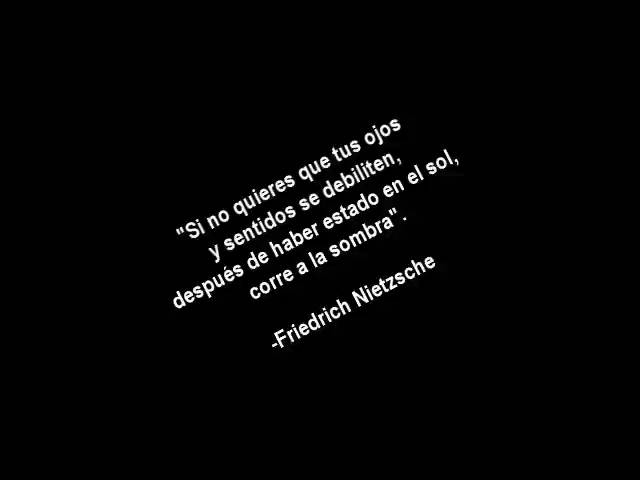 "Si no quieres que tus ojos
y sentidos se debiliten,
después de haber estado en el sol,
corre a la sombra".
-Friedrich Nietzsche